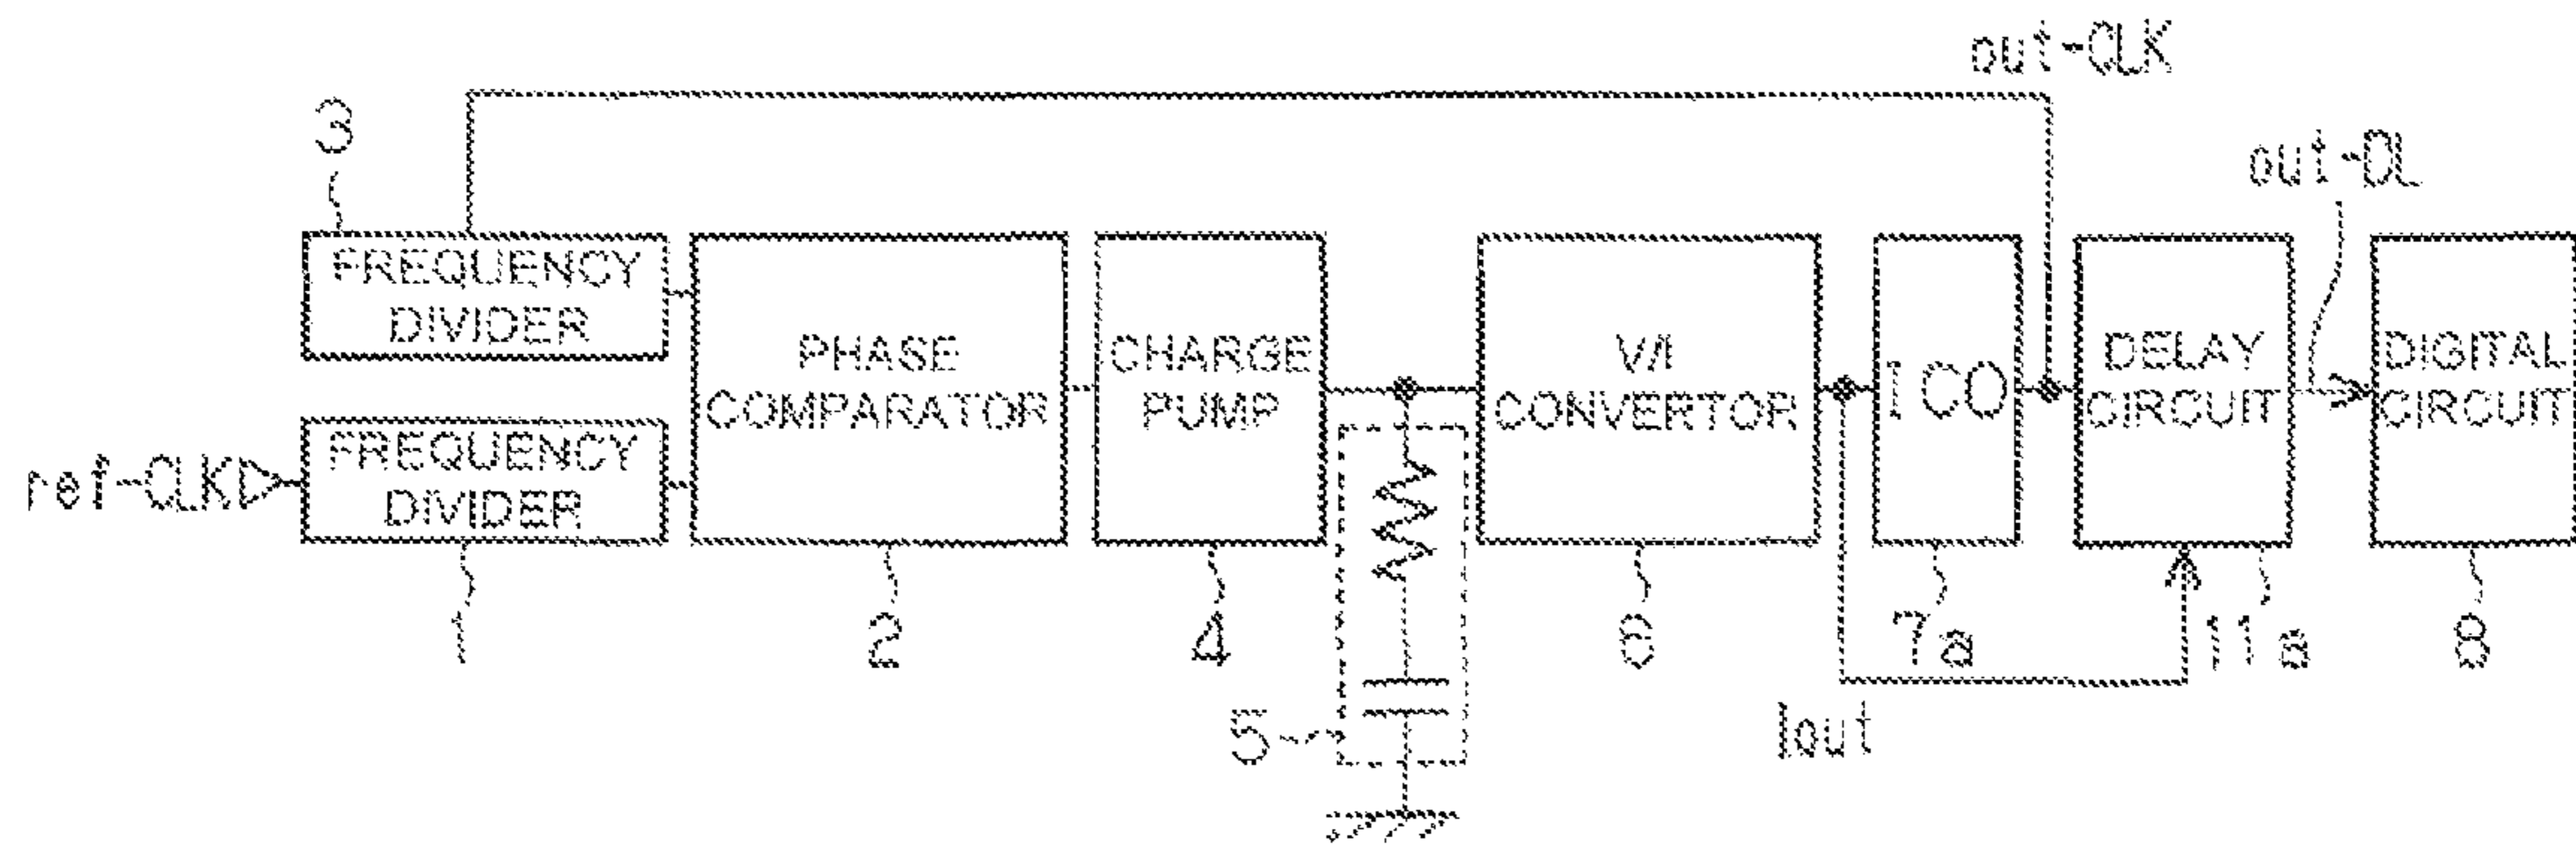 out-CLK
3
out-DL
FREQUENCY
DIVIDER
PHASE
COMPARATOR
CHARGE
PUMP
V/I
CONVERTOR
ICO
DELAY
CIRCUIT
DIGITAL
CIRCUIT
ref-CLK
FREQUENCY
DIVIDER
1
2
4
5
6
7a
11a
8
Iout